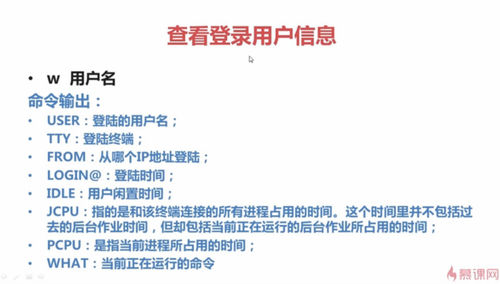 查看登录用户信息
• w 用户名
命令输出：
• USER：登陆的用户名；
• TTY：登陆终端；
• FROM：从哪个IP地址登陆；
• LOGIN@：登陆时间；
• IDLE：用户闲置时间；
• JCPU：指的是和该终端连接的所有进程占用的时间。这个时间里并不包括过
去的后台作业时间，但却包括当前正在运行的后台作业所占用的时间；
• PCPU：是指当前进程所占用的时间；
• WHAT：当前正在运行的命令
慕课网